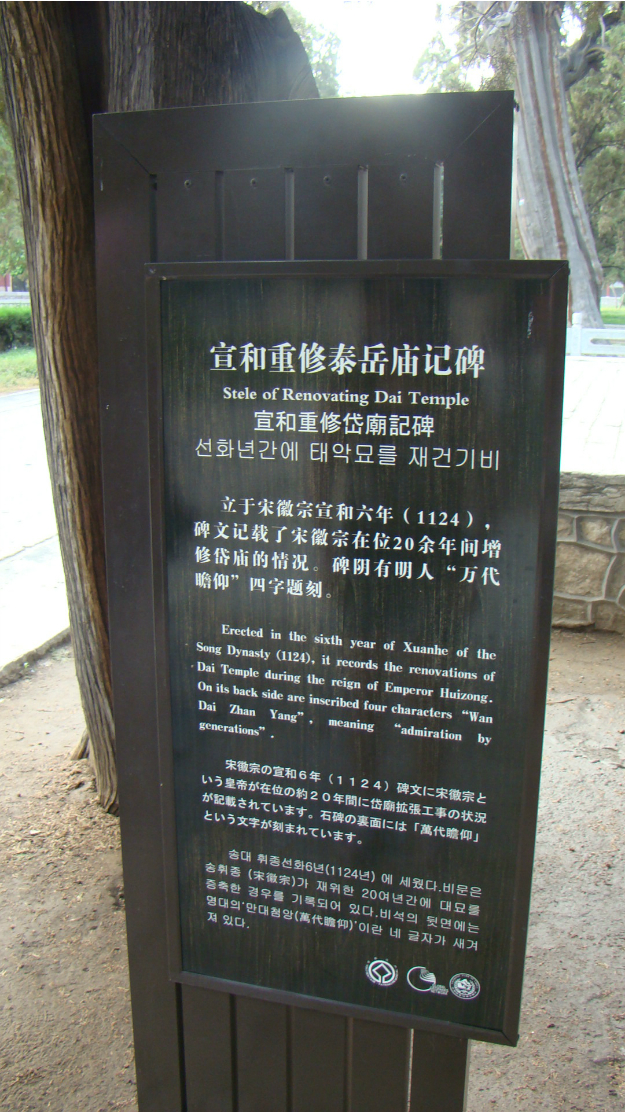 宣和重修泰岳庙记碑
Stele of Renovating Dai Temple
宣和重修岱廟記碑
선화년간에 태악묘를 재건기비
立于宋徽宗宣和六年（1124），
碑文记载了宋徽宗在位20余年间增
修岱庙的情况。碑阴有明人“万代
瞻仰”四字题刻。
Erected in the sixth year of Xuanhe of the
Song Dynasty (1124), it records the renovations of
Dai Temple during the reign of Emperor Huizong.
On its back side are inscribed four characters “Wan
Dai Zhan Yang”, meaning “admiration by
generations”.
宋徽宗の宣和６年（１１２４）碑文に宋徽宗と
いう皇帝が在位の約２０年間に岱廟拡張工事の状況
が記載されています。石碑の裏面には「萬代瞻仰」
という文字が刻まれています。
송대 휘종선화6년(1124년) 에 세웠다.비문은
송휘종 (宋徽宗)가 재위한 20여년간에 대묘를
증축한 경우를 기록되어 있다.비석의 뒷면에는
명대의‘만대첨앙(萬代瞻仰)’이란 네 글자가 새겨
져 있다.